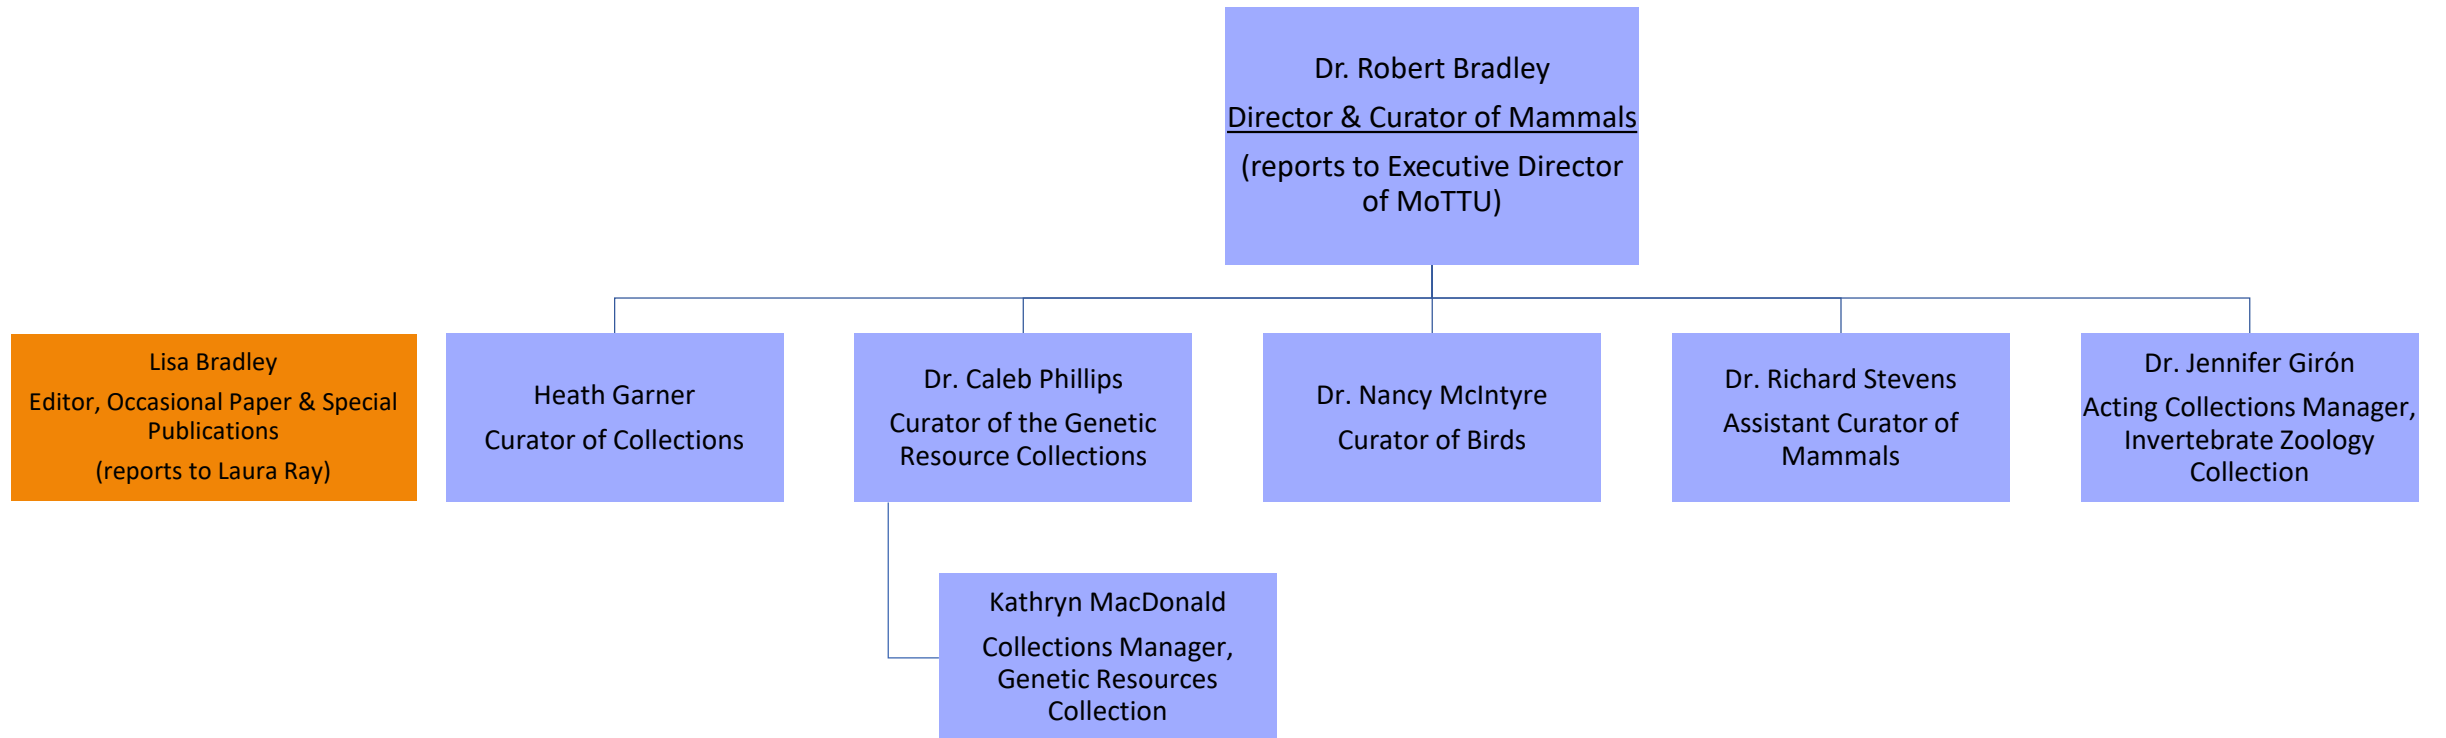 Dr. Robert Bradley
Director & Curator of Mammals
(reports to Executive Director
of MoTTU)
Lisa Bradley
Editor, Occasional Paper & Special
Publications
(reports to Laura Ray)
Heath Garner
Curator of Collections
Dr. Caleb Phillips
Curator of the Genetic
Resource Collections
Dr. Nancy McIntyre
Curator of Birds
Dr. Richard Stevens
Assistant Curator of
Mammals
Dr. Jennifer Girón
Acting Collections Manager,
Invertebrate Zoology
Collection
Kathryn MacDonald
Collections Manager,
Genetic Resources
Collection